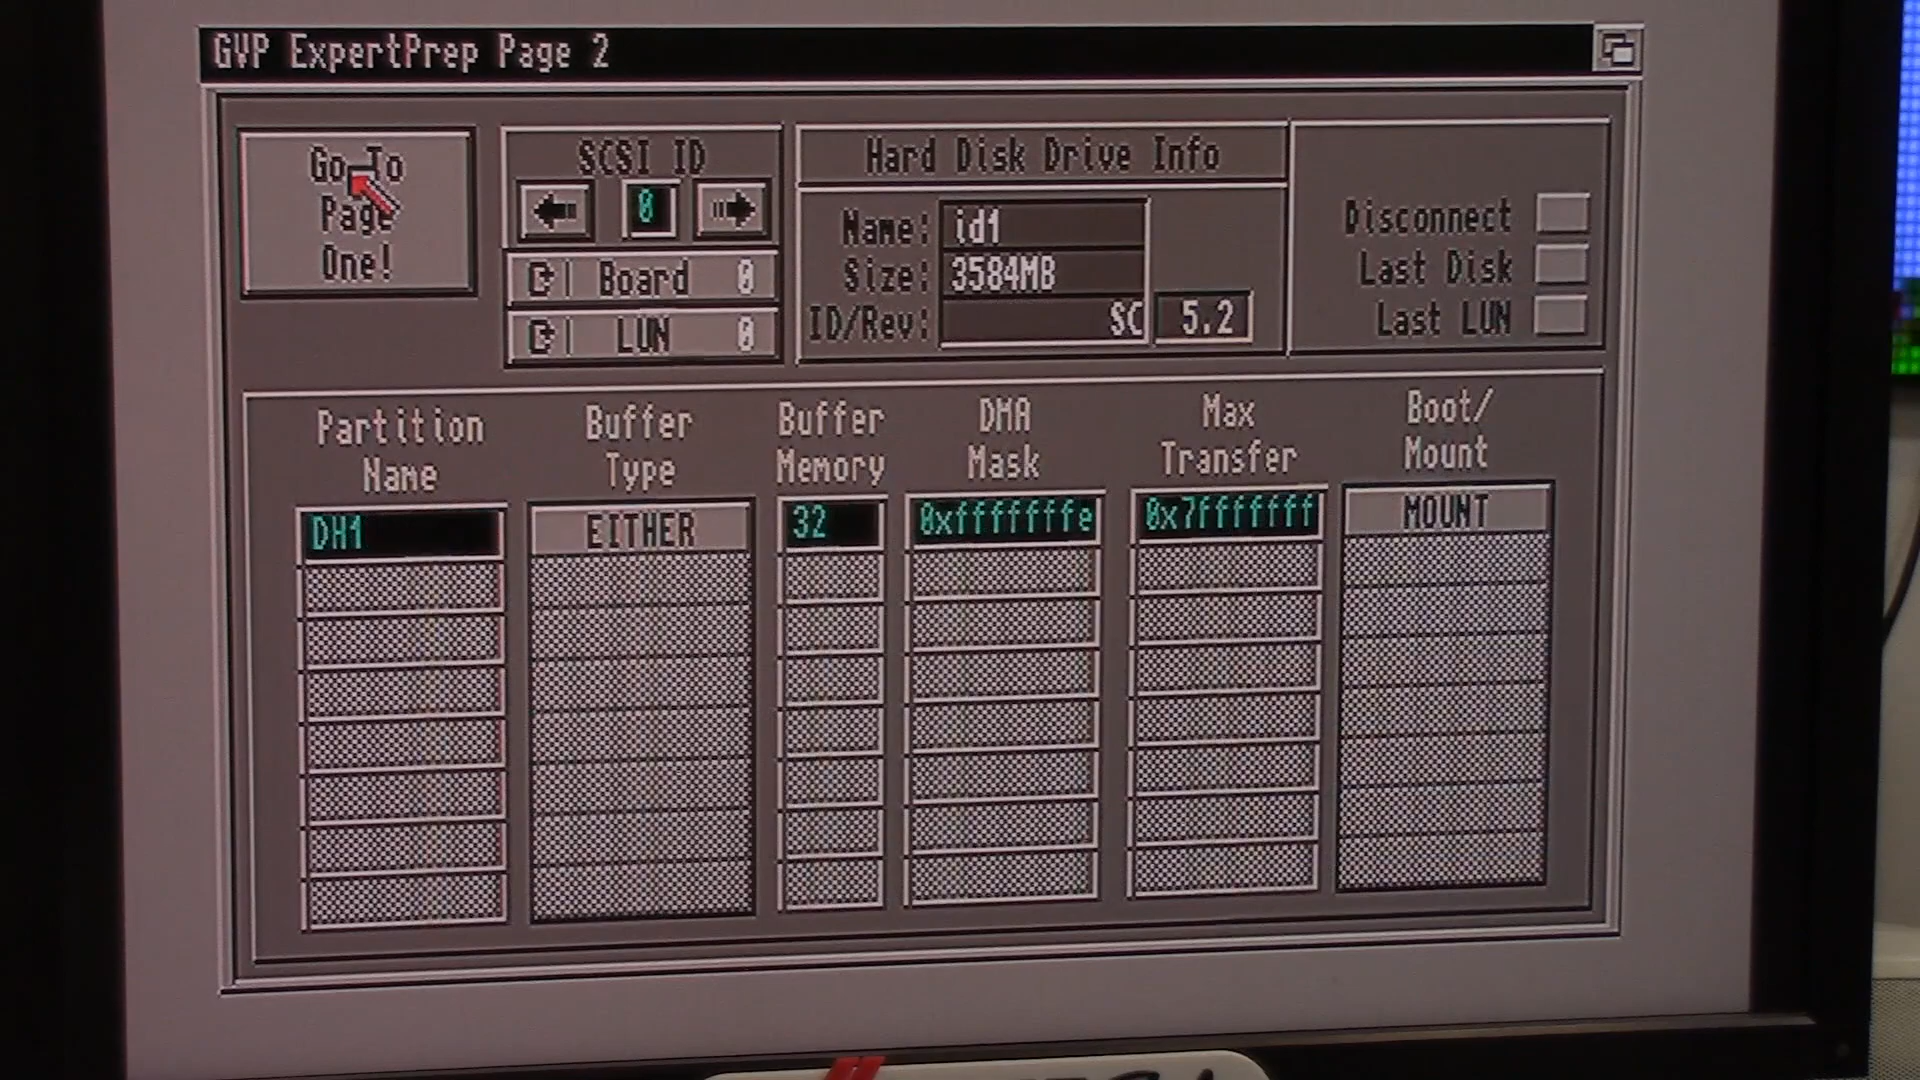 GVP ExpertPrep Page 2
Go To
Page
One!
SCSI ID
0
Board 0
LUN 0
Hard Disk Drive Info
Name: id1
Size: 3584MB
ID/Rev: SC 5.2
Disconnect
Last Disk
Last LUN
Partition Name
Buffer Type
Buffer Memory
DMA Mask
Max Transfer
Boot/ Mount
DH1 EITHER 32 0xfffffffe 0x7fffffff MOUNT